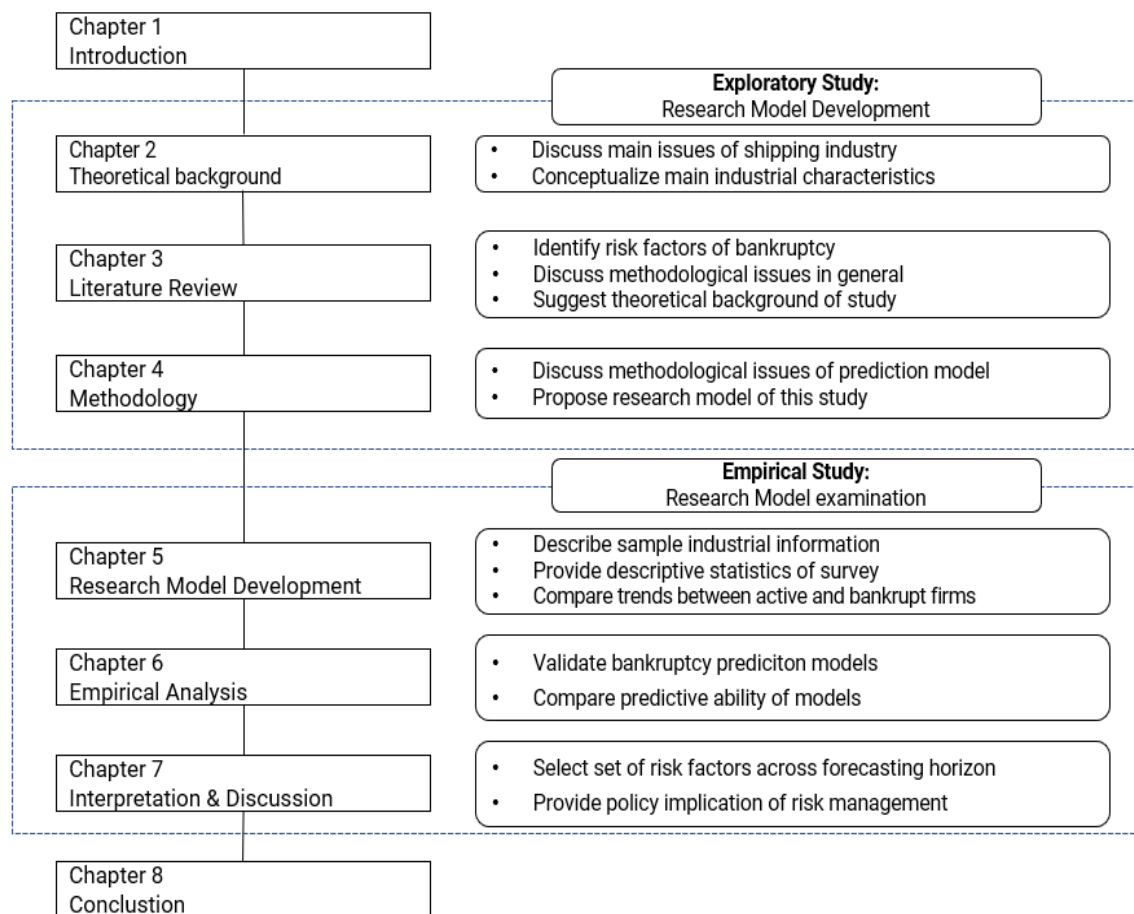 Chapter 1
Introduction
Exploratory Study:
Research Model Development
Chapter 2
Theoretical background
• Discuss main issues of shipping industry
• Conceptualize main industrial characteristics
Chapter 3
Literature Review
• Identify risk factors of bankruptcy
• Discuss methodological issues in general
• Suggest theoretical background of study
Chapter 4
Methodology
• Discuss methodological issues of prediction model
• Propose research model of this study
Empirical Study:
Research Model examination
Chapter 5
Research Model Development
• Describe sample industrial information
• Provide descriptive statistics of survey
• Compare trends between active and bankrupt firms
Chapter 6
Empirical Analysis
• Validate bankruptcy prediciton models
• Compare predictive ability of models
Chapter 7
Interpretation & Discussion
• Select set of risk factors across forecasting horizon
• Provide policy implication of risk management
Chapter 8
Conclustion